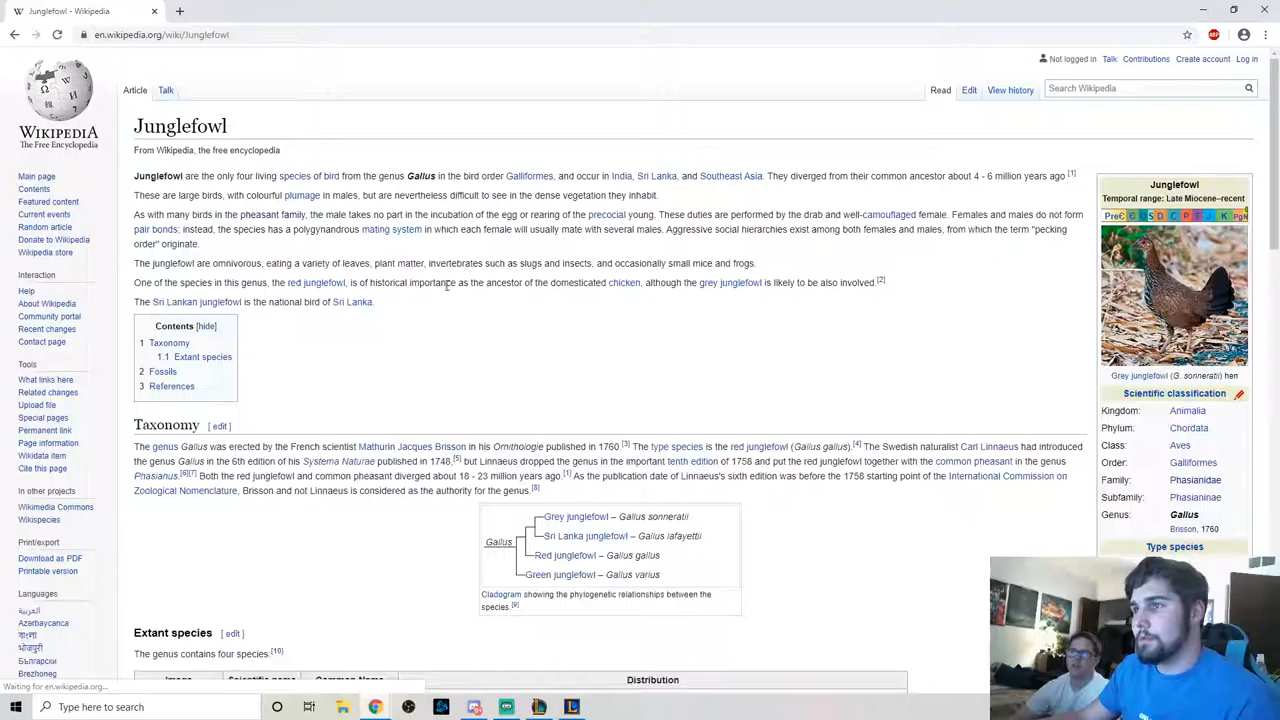 Junglefowl - Wikipedia
en.wikipedia.org/wiki/Junglefowl
ABP
Not logged in Talk Contributions Create account Log in
Article Talk
Read Edit View history
Search Wikipedia
WIKIPEDIA
The Free Encyclopedia
Main page
Contents
Featured content
Current events
Random article
Donate to Wikipedia
Wikipedia store
Interaction
Help
About Wikipedia
Community portal
Recent changes
Contact page
Tools
What links here
Related changes
Upload file
Special pages
Permanent link
Page information
Wikidata item
Cite this page
In other projects
Wikimedia Commons
Wikispecies
Print/export
Download as PDF
Printable version
Languages
العربية
Azərbaycanca
বাংলা
भोजपुरी
Български
Brezhoneg
Junglefowl
From Wikipedia, the free encyclopedia
Junglefowl are the only four living species of bird from the genus Gallus in the bird order Galliformes, and occur in India, Sri Lanka, and Southeast Asia. They diverged from their common ancestor about 4 - 6 million years ago [1]
These are large birds, with colourful plumage in males, but are nevertheless difficult to see in the dense vegetation they inhabit.
As with many birds in the pheasant family, the male takes no part in the incubation of the egg or rearing of the precocial young. These duties are performed by the drab and well-camouflaged female. Females and males do not form
pair bonds; instead, the species has a polygynandrous mating system in which each female will usually mate with several males. Aggressive social hierarchies exist among both females and males, from which the term "pecking
order" originate.
The junglefowl are omnivorous, eating a variety of leaves, plant matter, invertebrates such as slugs and insects, and occasionally small mice and frogs.
One of the species in this genus, the red junglefowl, is of historical importance as the ancestor of the domesticated chicken, although the grey junglefowl is likely to be also involved.[2]
The Sri Lankan junglefowl is the national bird of Sri Lanka.
Contents [hide]
1 Taxonomy
1.1 Extant species
2 Fossils
3 References
Taxonomy [ edit ]
The genus Gallus was erected by the French scientist Mathurin Jacques Brisson in his Ornithologie published in 1760.[3] The type species is the red junglefowl (Gallus gallus).[4] The Swedish naturalist Carl Linnaeus had introduced
the genus Gallus in the 6th edition of his Systema Naturae published in 1748,[5] but Linnaeus dropped the genus in the important tenth edition of 1758 and put the red junglefowl together with the common pheasant in the genus
Phasianus.[6][7] Both the red junglefowl and common pheasant diverged about 18 - 23 million years ago.[1] As the publication date of Linnaeus's sixth edition was before the 1758 starting point of the International Commission on
Zoological Nomenclature, Brisson and not Linnaeus is considered as the authority for the genus.[8]
Gallus
Grey junglefowl – Gallus sonneratii
Sri Lanka junglefowl – Gallus lafayettii
Red junglefowl – Gallus gallus
Green junglefowl – Gallus varius
Cladogram showing the phylogenetic relationships between the
species.[9]
Extant species [ edit ]
The genus contains four species.[10]
Image Scientific name Common Name Distribution
Junglefowl
Temporal range: Late Miocene–recent
PreꞒ Ꞓ O S D C P T J K PgN
Grey junglefowl (G. sonneratii) hen
Scientific classification
Kingdom: Animalia
Phylum: Chordata
Class: Aves
Order: Galliformes
Family: Phasianidae
Subfamily: Phasianinae
Genus: Gallus
Brisson, 1760
Type species
Waiting for en.wikipedia.org...
Type here to search